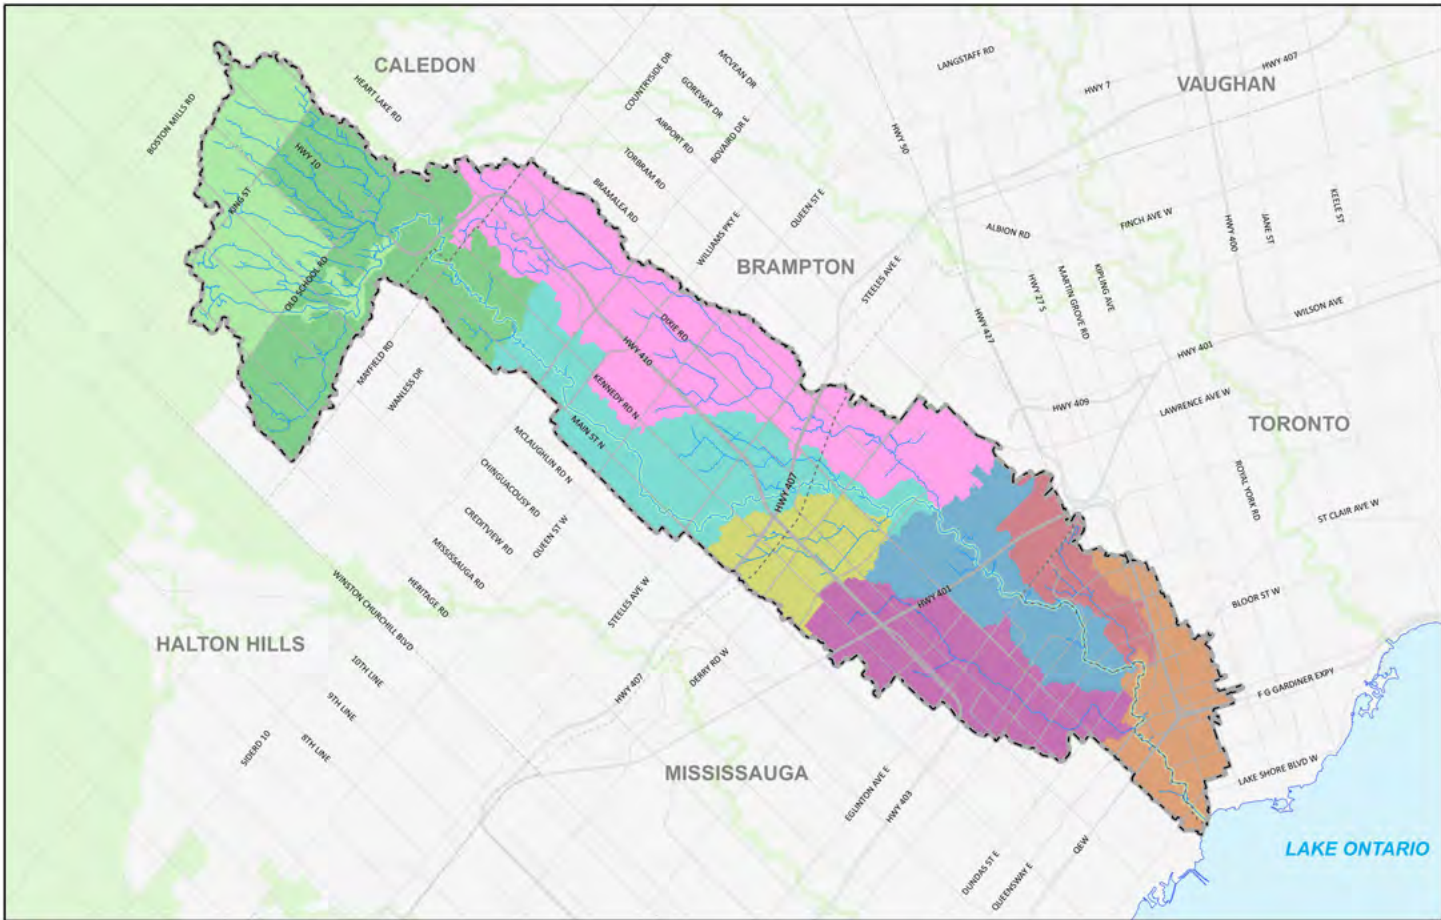 CALEDON
VAUGHAN
BRAMPTON
TORONTO
HALTON HILLS
MISSISSAUGA
LAKE ONTARIO
BOSTON MILLS RD
HEART LAKE RD
HWY 10
KING ST
OLD SCHOOL RD
MAYFIELD RD
WANLESS DR
COUNTRYSIDE DR
MCVEAN DR
GOREWAY DR
AIRPORT RD
BOVAIRD DR E
TORBRAM RD
BRAMALEA RD
WILLIAMS PKY E
QUEEN ST E
LANGSTAFF RD
HWY 7
HWY 407
HWY 50
ALBION RD
FINCH AVE W
HWY 400
JANE ST
KEELE ST
STEELES AVE E
HWY 27 S
MARTIN GROVE RD
KIPLING AVE
HWY 427
WILSON AVE
HWY 401
HWY 409
LAWRENCE AVE W
ROYAL YORK RD
ST CLAIR AVE W
BLOOR ST W
F G GARDINER EXPY
LAKE SHORE BLVD W
DIXIE RD
HWY 410
KENNEDY RD N
MAIN ST N
MCLAUGHLIN RD N
CHINGUACOUSY RD
CREDITVIEW RD
QUEEN ST W
MISSISSAUGA RD
HERITAGE RD
WINSTON CHURCHILL BLVD
STEELES AVE W
HWY 407
HWY 401
10TH LINE
9TH LINE
8TH LINE
SIDERD 10
DERRY RD W
HWY 407
EGLINTON AVE E
HWY 403
DUNDAS ST E
QUEENSWAY E
QEW